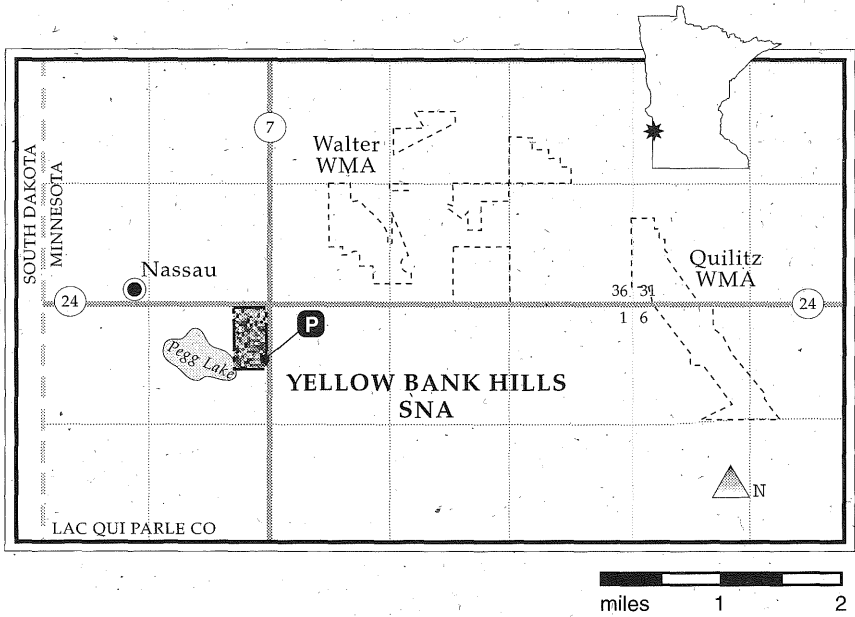 7
Walter
WMA
SOUTH DAKOTA
MINNESOTA
Nassau
Quilitz
WMA
36 31
24
24
1 6
P
Pegg Lake
YELLOW BANK HILLS
SNA
N
LAC QUI PARLE CO
miles 1 2